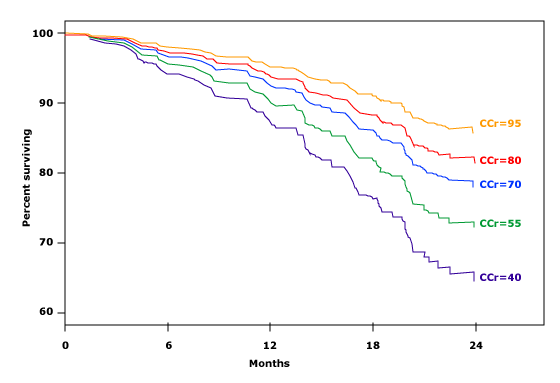 100
90
80
70
60
Percent surviving
CCr=95
CCr=80
CCr=70
CCr=55
CCr=40
0 6 12 18 24
Months